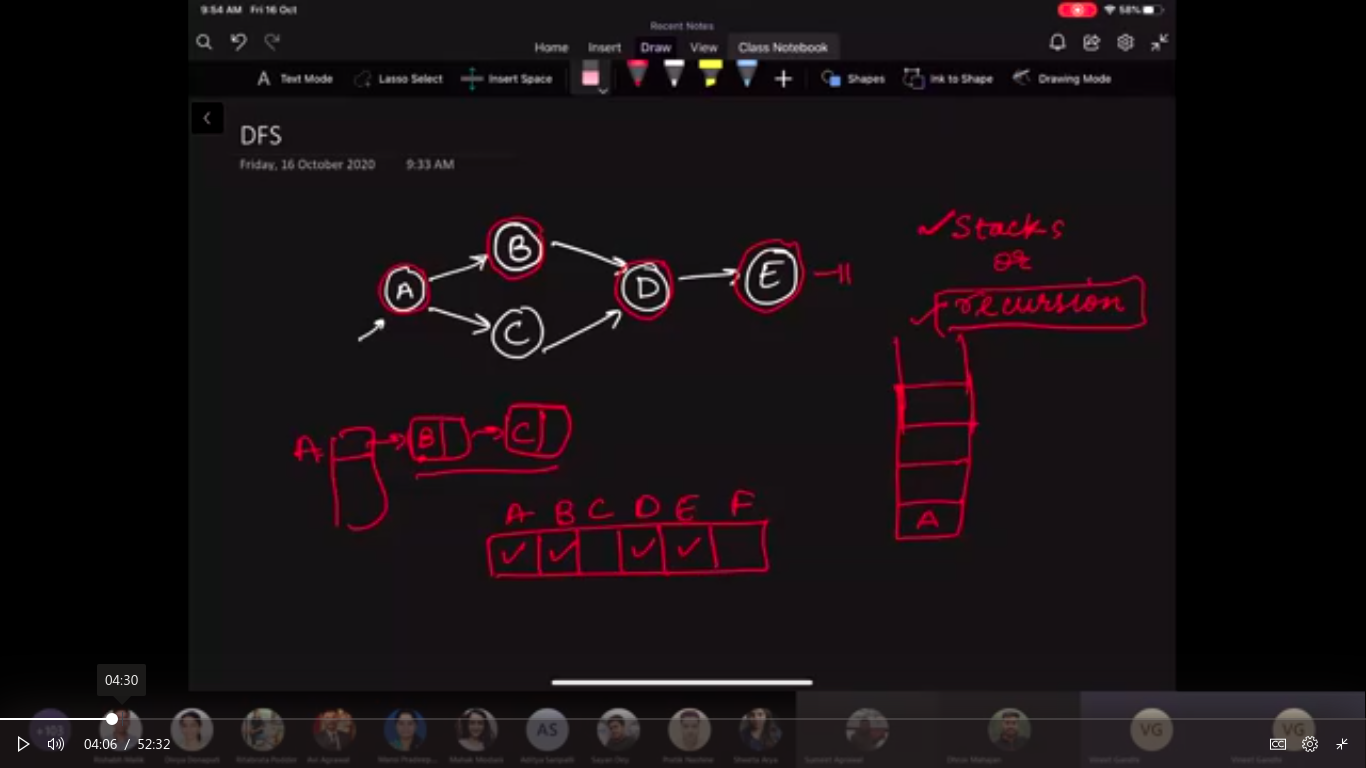 9:54 AM Fri 16 Oct
58%
Recent Notes
Home Insert Draw View Class Notebook
Text Mode Lasso Select Insert Space Shapes Ink to Shape Drawing Mode
DFS
Friday, 16 October 2020 9:33 AM
Stacks
or
recursion
B
A
D
E
C
A B C
A B C D E F
A
04:30
AS
VG
VG
04:06 / 52:32
CC